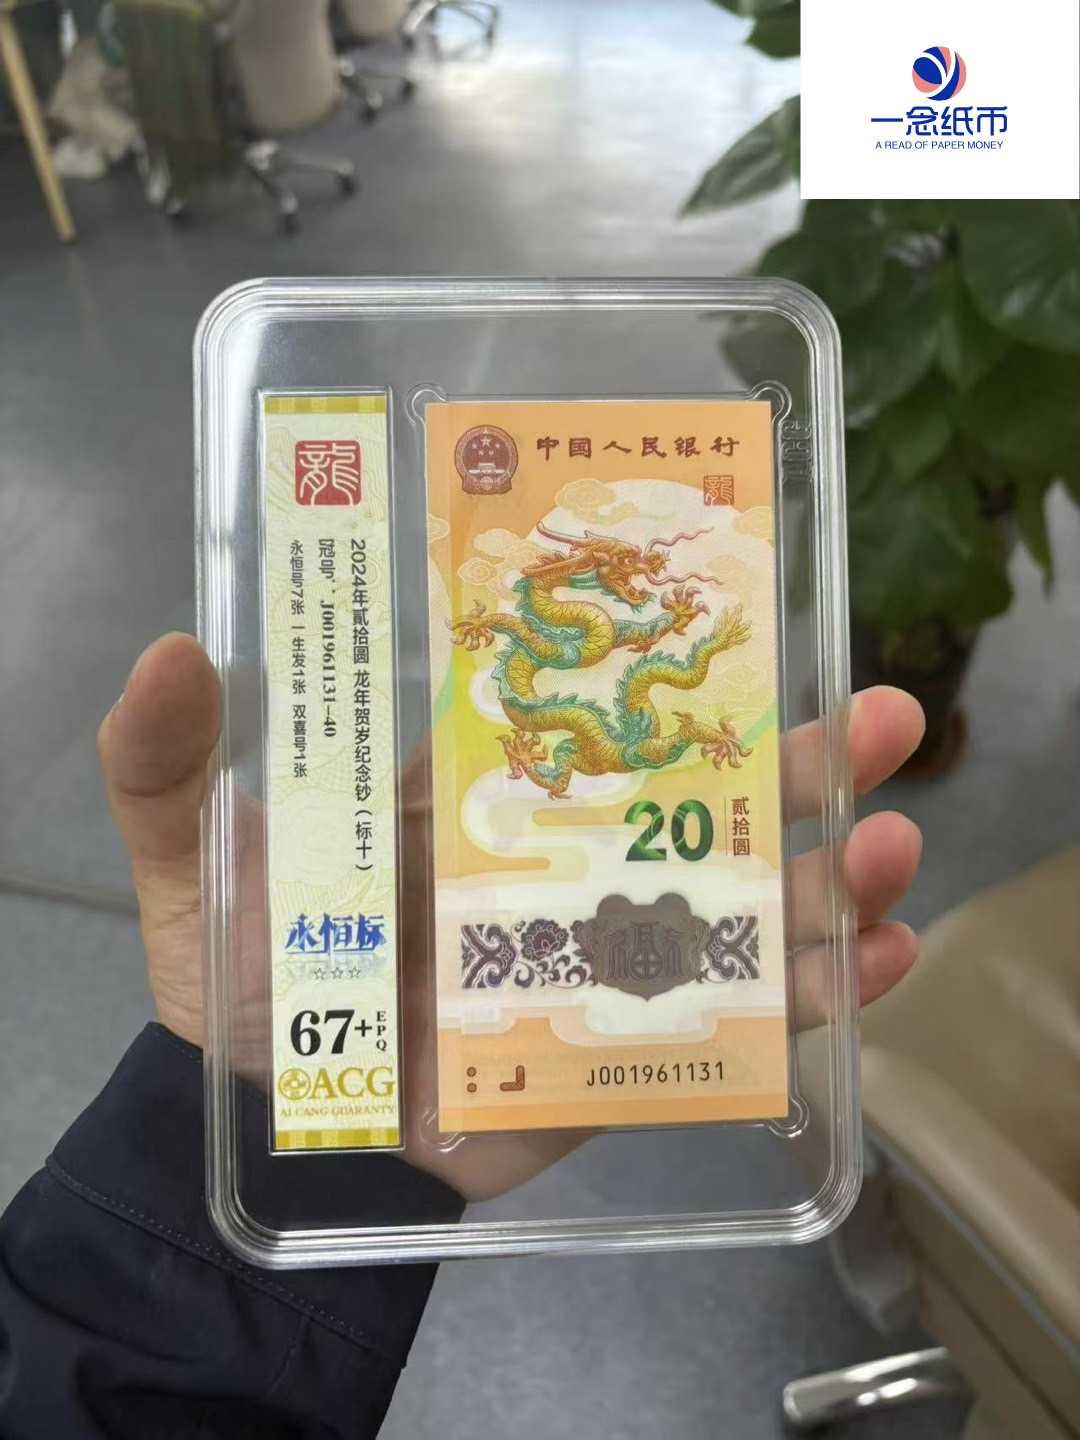 一念纸币
A READ OF PAPER MONEY
龍
2024年贰拾圆 龙年贺岁纪念钞（标十）
冠号：J001961131-40
永恒号7张 一生发1张 双喜号1张
永恒标
☆☆☆
67+ EPQ
ACG
AI CANG GUARANTY
中国人民银行
龍
20
贰拾圆
福
J001961131